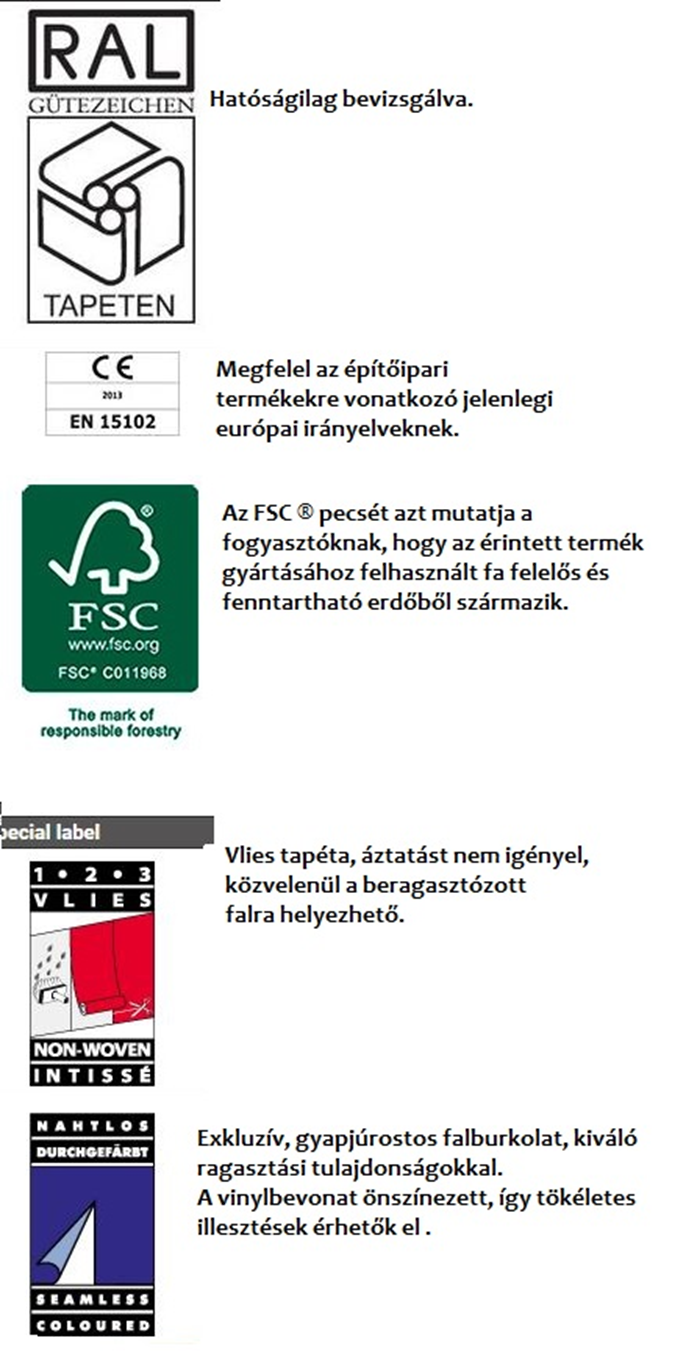 RAL
GÜTEZEICHEN
TAPETEN
Hatóságilag bevizsgálva.
CE
2013
EN 15102
Megfelel az építőipari
termékekre vonatkozó jelenlegi
európai irányelveknek.
®
FSC
www.fsc.org
FSC® C011968
The mark of
responsible forestry
Az FSC ® pecsét azt mutatja a
fogyasztóknak, hogy az érintett termék
gyártásához felhasznált fa felelős és
fenntartható erdőből származik.
pecial label
1 • 2 • 3
VLIES
NON-WOVEN
INTISSÉ
Vlies tapéta, áztatást nem igényel,
közvelenül a beragasztózott
falra helyezhető.
NAHTLOS
DURCHGEFÄRBT
SEAMLESS
COLOURED
Exkluzív, gyapjúrostos falburkolat, kiváló
ragasztási tulajdonságokkal.
A vinylbevonat önszínezett, így tökéletes
illesztések érhetők el .